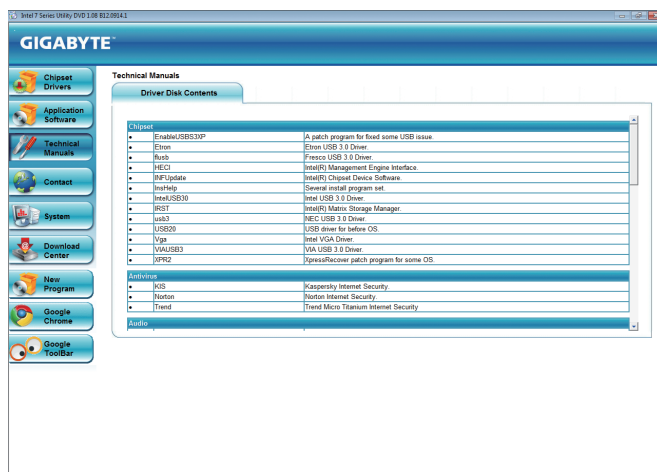 Intel 7 Series Utility DVD 1.08 B12.0914.1
GIGABYTE™
Chipset
Drivers
Application
Software
Technical
Manuals
Contact
System
Download
Center
New
Program
Google
Chrome
Google
ToolBar
Technical Manuals
Driver Disk Contents
Chipset
• EnableUSBS3XP A patch program for fixed some USB issue.
• Etron Etron USB 3.0 Driver.
• flusb Fresco USB 3.0 Driver.
• HECI Intel(R) Management Engine Interface.
• INFUpdate Intel(R) Chipset Device Software.
• InsHelp Several install program set.
• IntelUSB30 Intel USB 3.0 Driver.
• IRST Intel(R) Matrix Storage Manager.
• usb3 NEC USB 3.0 Driver.
• USB20 USB driver for before OS.
• Vga Intel VGA Driver.
• VIAUSB3 VIA USB 3.0 Driver.
• XPR2 XpressRecover patch program for some OS.
Antivirus
• KIS Kaspersky Internet Security.
• Norton Norton Internet Security.
• Trend Trend Micro Titanium Internet Security
Audio